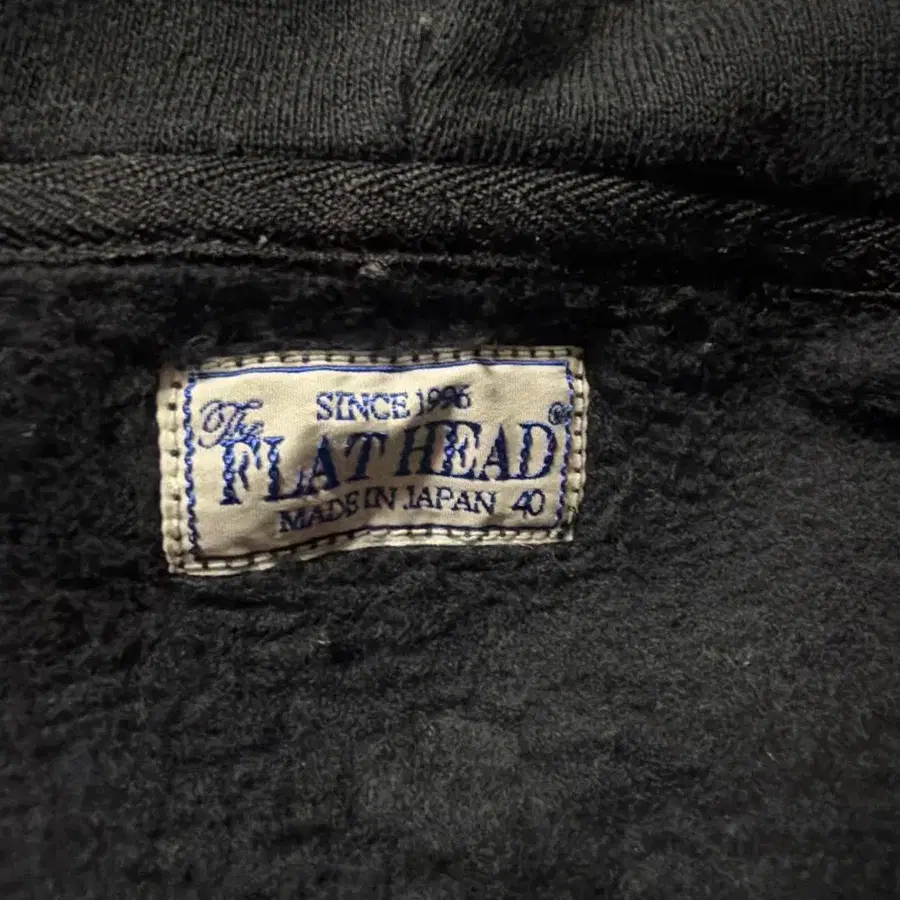 SINCE 1996
The
FLAT HEAD®
MADE IN JAPAN 40